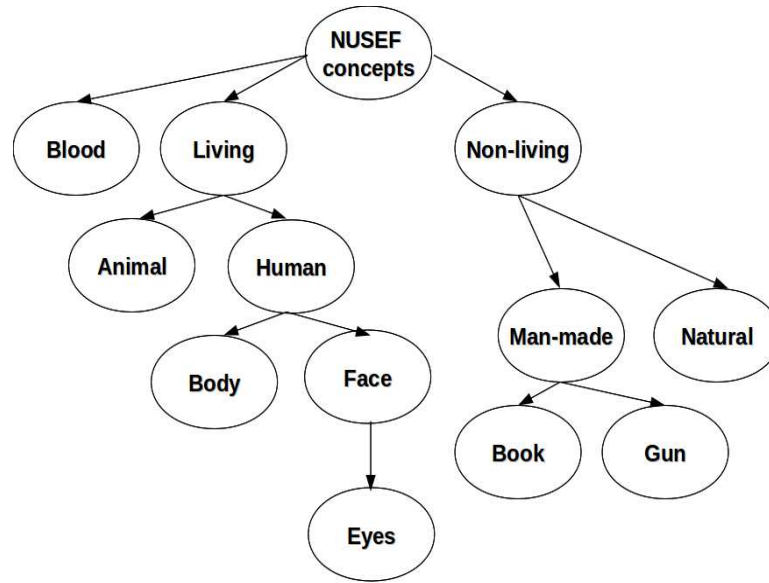 NUSEF
concepts
Blood
Living
Non-living
Animal
Human
Man-made
Natural
Body
Face
Book
Gun
Eyes